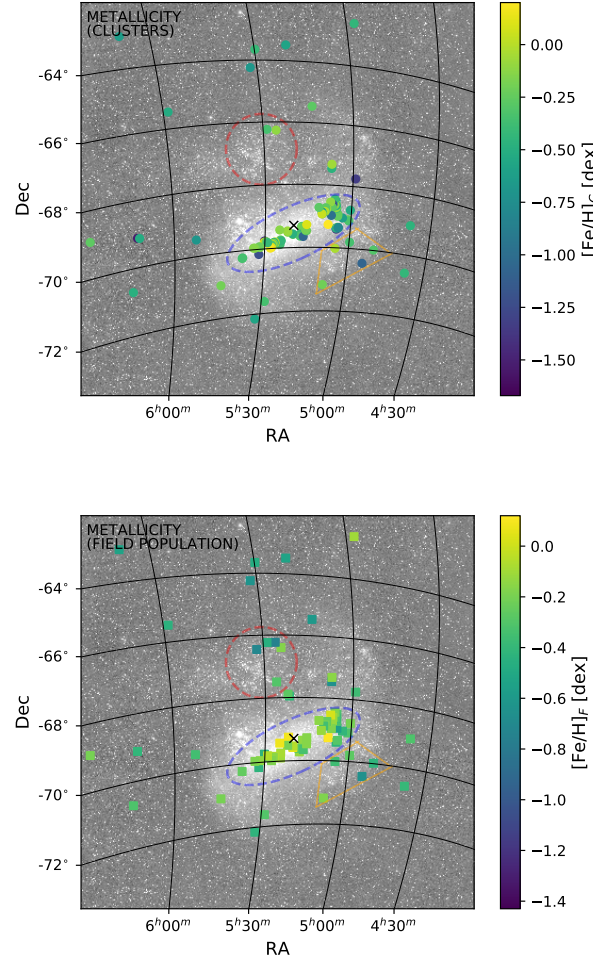 METALLICITY
(CLUSTERS)
-64°
-66°
-68°
-70°
-72°
Dec
6ʰ00ᵐ
5ʰ30ᵐ
5ʰ00ᵐ
4ʰ30ᵐ
RA
0.00
−0.25
−0.50
−0.75
−1.00
−1.25
−1.50
[Fe/H]C [dex]
METALLICITY
(FIELD POPULATION)
-64°
-66°
-68°
-70°
-72°
Dec
6ʰ00ᵐ
5ʰ30ᵐ
5ʰ00ᵐ
4ʰ30ᵐ
RA
0.0
−0.2
−0.4
−0.6
−0.8
−1.0
−1.2
−1.4
[Fe/H]F [dex]